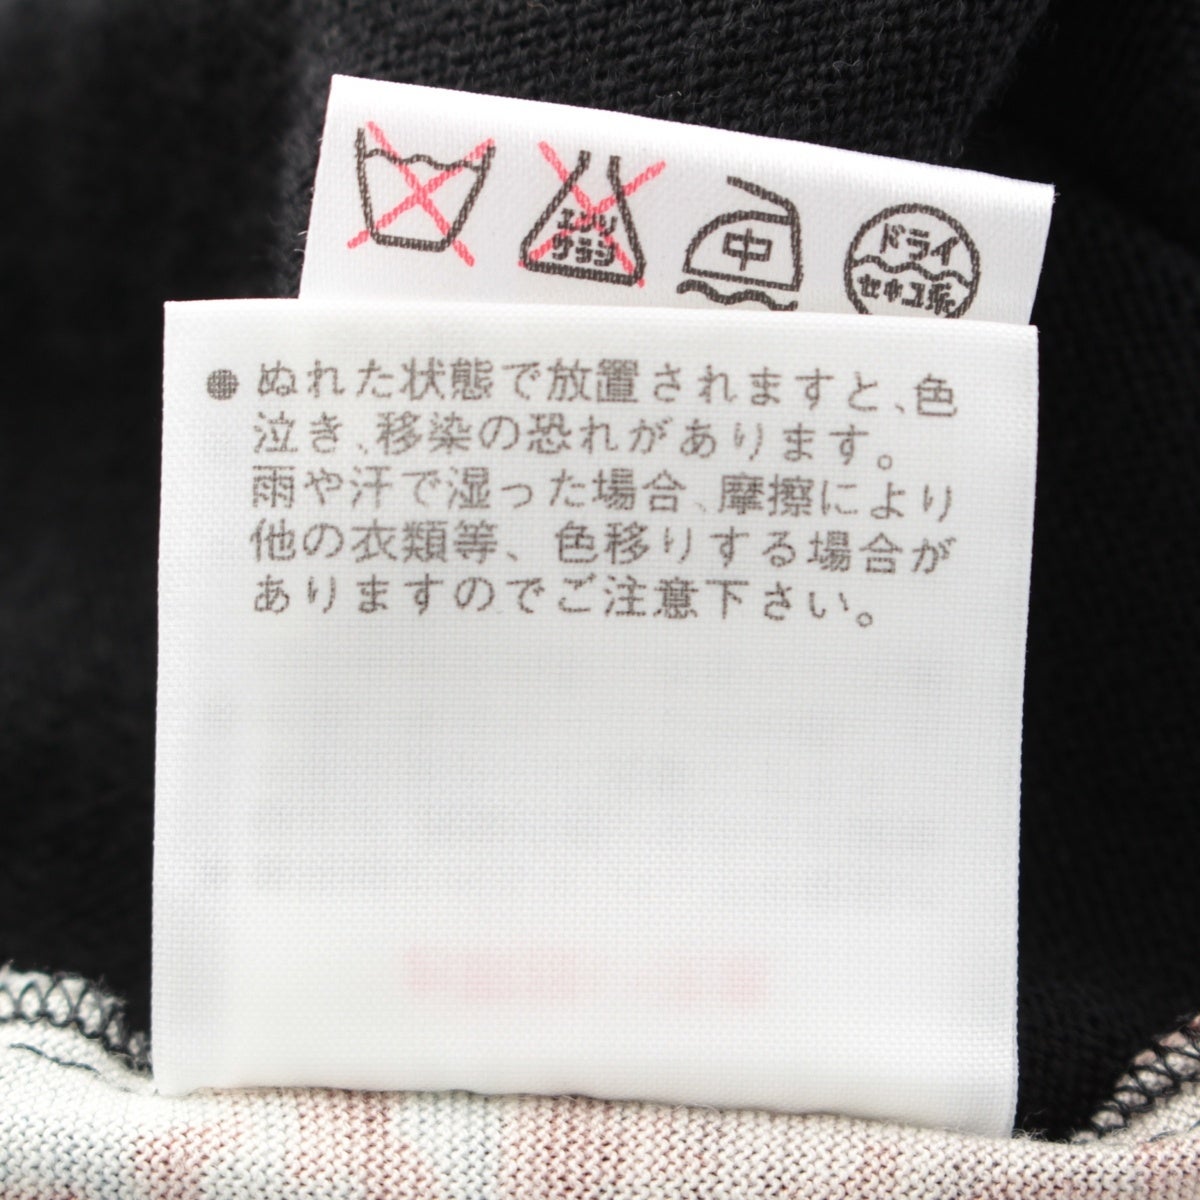 エンソ
サラシ
中
ドライ
セキユ系
● ぬれた状態で放置されますと、色
泣き、移染の恐れがあります。
雨や汗で湿った場合、摩擦により
他の衣類等、色移りする場合が
ありますのでご注意下さい。